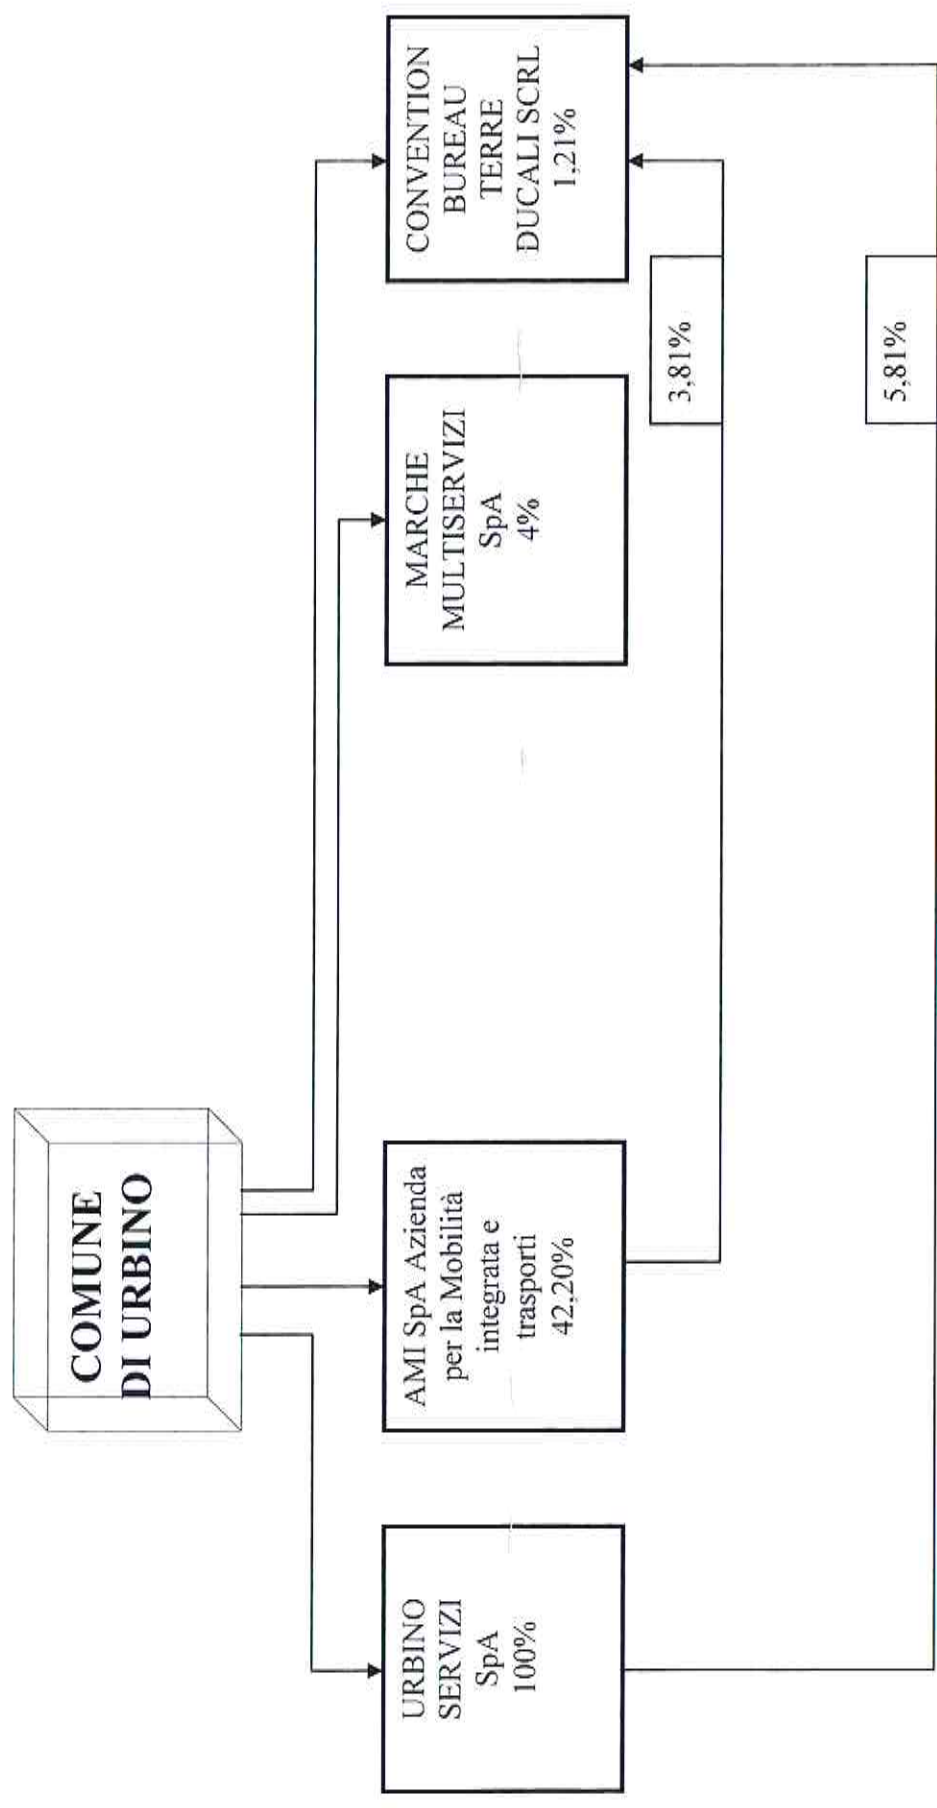 COMUNE
DI URBINO
URBINO
SERVIZI
SpA
100%
AMI SpA Azienda
per la Mobilità
integrata e
trasporti
42,20%
MARCHE
MULTISERVIZI
SpA
4%
CONVENTION
BUREAU
TERRE
DUCALI SCRL
1,21%
3,81%
5,81%